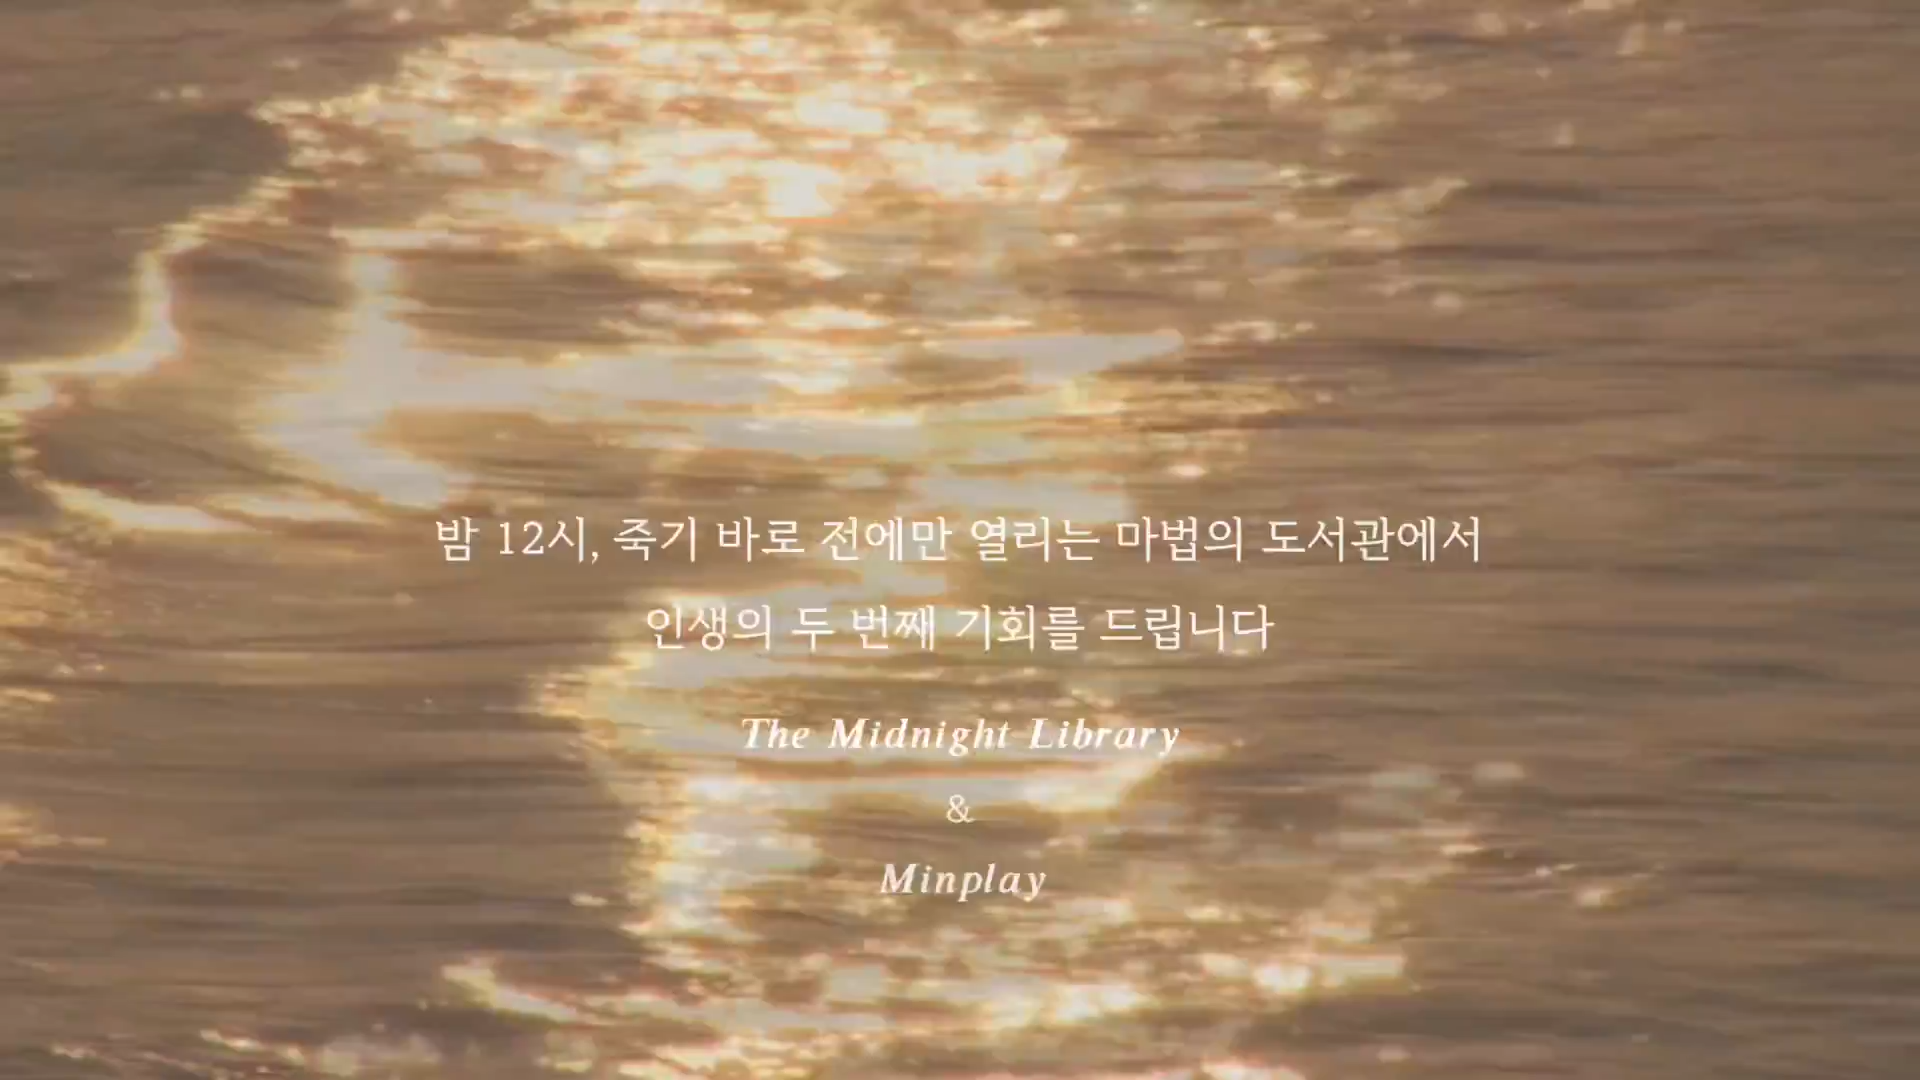 밤 12시, 죽기 바로 전에만 열리는 마법의 도서관에서
인생의 두 번째 기회를 드립니다
The Midnight Library
&
Minplay